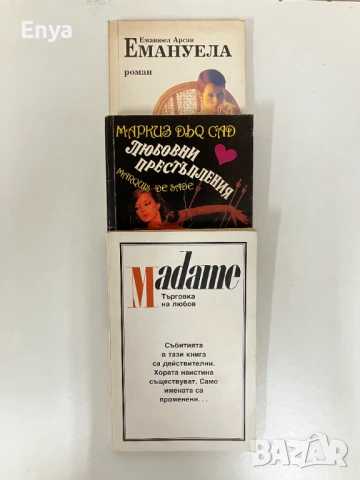 Enya
Еманюел Арсан
ЕМАНУЕЛА
роман
МАРКИЗ ДЬО САД
ЛЮБОВНИ
ПРЕСТЪПЛЕНИЯ
MARQUIS DE SADE
Madame
Търговка
на любов
Събитията
в тази книга
са действителни.
Хората наистина
съществуват. Само
имената са
променени...
BAZAR